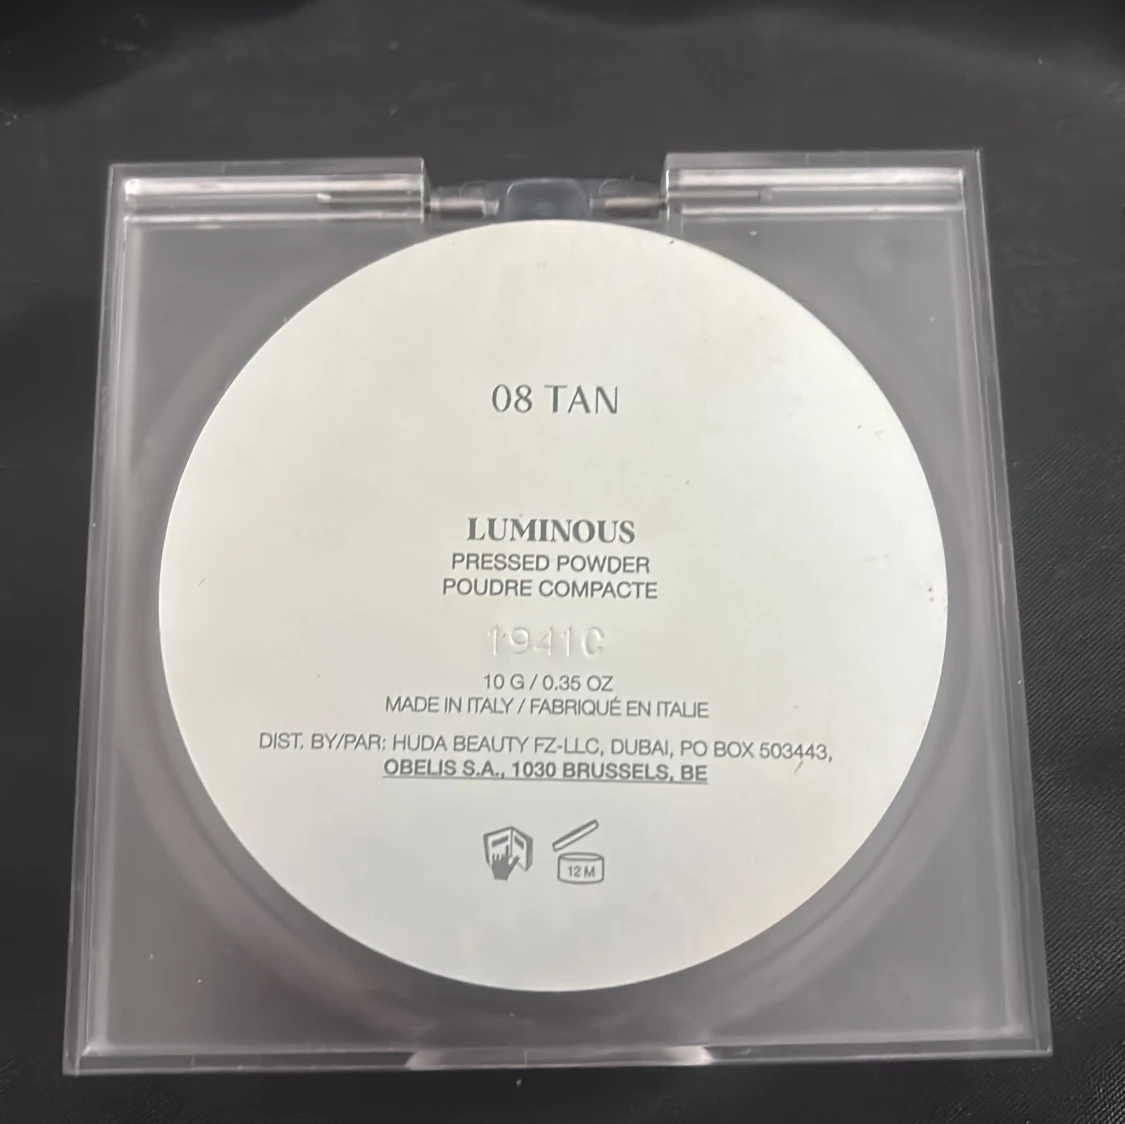 08 TAN
LUMINOUS
PRESSED POWDER
POUDRE COMPACTE
10 G / 0.35 OZ
MADE IN ITALY / FABRIQUÉ EN ITALIE
DIST. BY/PAR: HUDA BEAUTY FZ-LLC, DUBAI, PO BOX 503443,
OBELIS S.A., 1030 BRUSSELS, BE
12 M